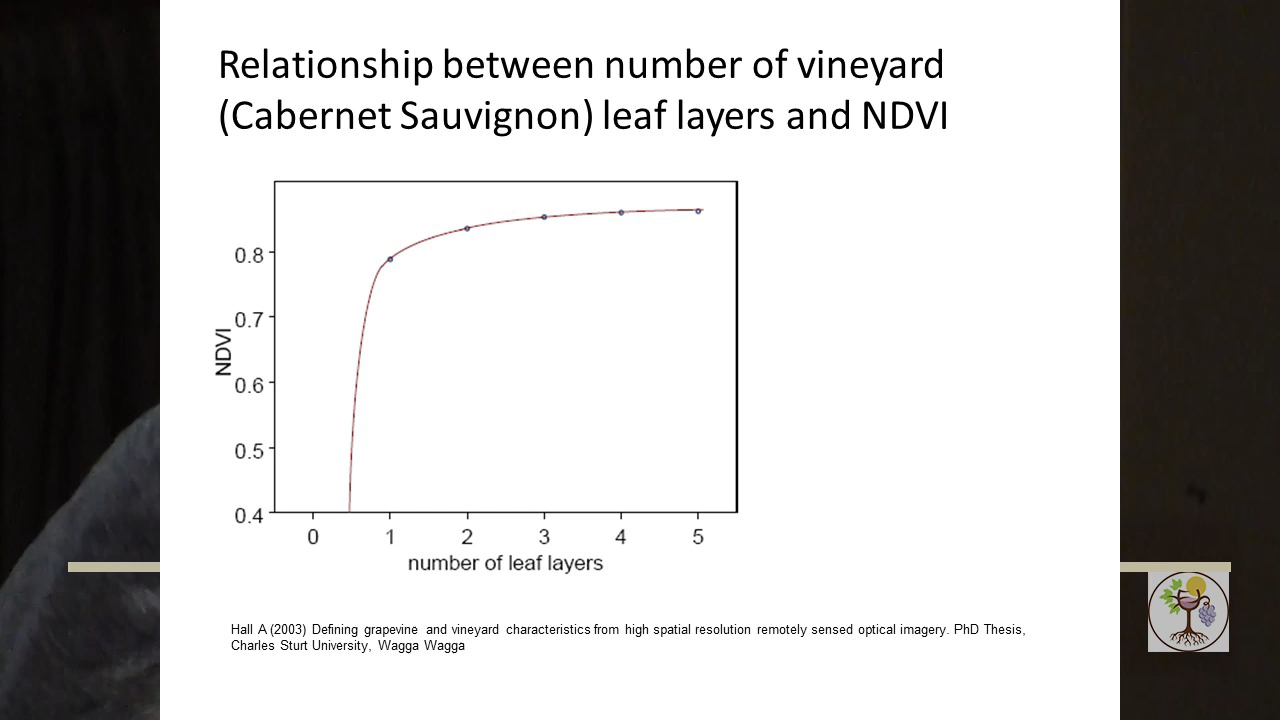 Relationship between number of vineyard
(Cabernet Sauvignon) leaf layers and NDVI
0.8
0.7
0.6
0.5
0.4
NDVI
0 1 2 3 4 5
number of leaf layers
Hall A (2003) Defining grapevine and vineyard characteristics from high spatial resolution remotely sensed optical imagery. PhD Thesis,
Charles Sturt University, Wagga Wagga